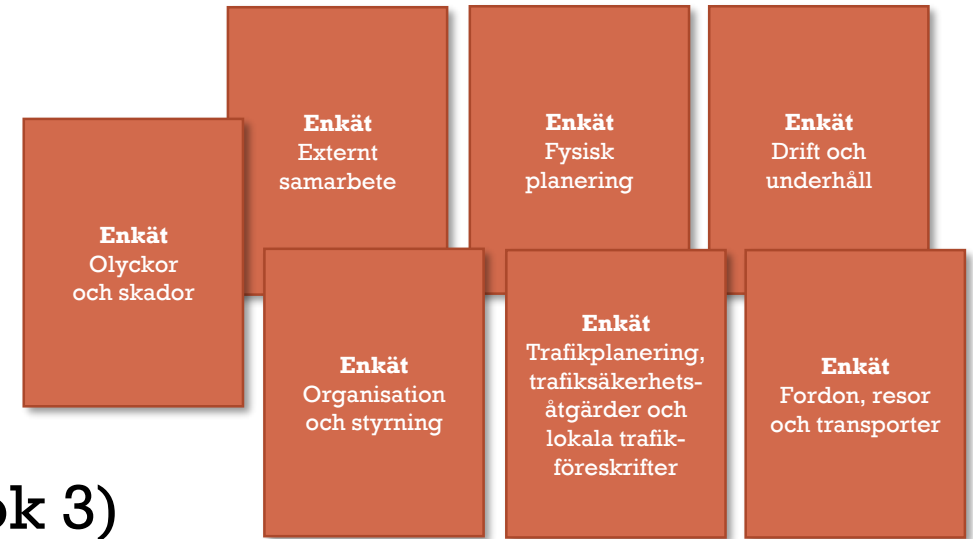 Enkät
Externt
samarbete
Enkät
Fysisk
planering
Enkät
Drift och
underhåll
Enkät
Olyckor
och skador
Enkät
Organisation
och styrning
Enkät
Trafikplanering,
trafiksäkerhets-
åtgärder och
lokala trafik-
föreskrifter
Enkät
Fordon, resor
och transporter
k 3)